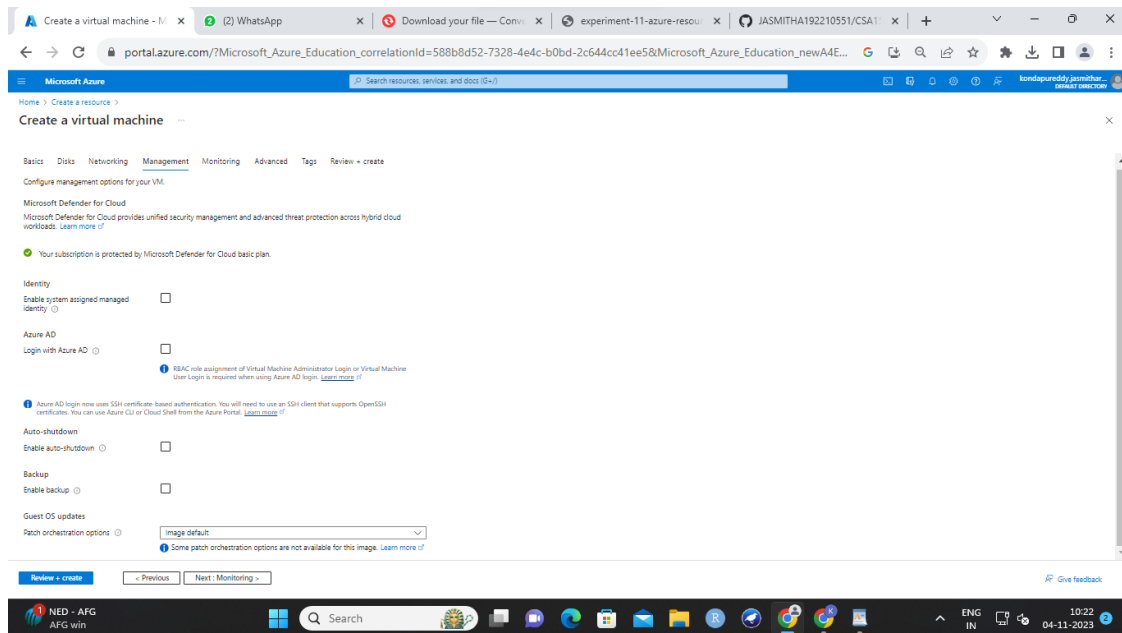 Create a virtual machine - M
(2) WhatsApp
Download your file — Conv
experiment-11-azure-resou
JASMITHA192210551/CSA1
portal.azure.com/?Microsoft_Azure_Education_correlationId=588b8d52-7328-4e4c-b0bd-2c644cc41ee5&Microsoft_Azure_Education_newA4E...
Microsoft Azure
Search resources, services, and docs (G+/)
kondapureddy.jasmithar...
DEFAULT DIRECTORY
Home > Create a resource >
Create a virtual machine ...
Basics Disks Networking Management Monitoring Advanced Tags Review + create
Configure management options for your VM.
Microsoft Defender for Cloud
Microsoft Defender for Cloud provides unified security management and advanced threat protection across hybrid cloud
workloads. Learn more
Your subscription is protected by Microsoft Defender for Cloud basic plan.
Identity
Enable system assigned managed
identity
Azure AD
Login with Azure AD
RBAC role assignment of Virtual Machine Administrator Login or Virtual Machine
User Login is required when using Azure AD login. Learn more
Azure AD login now uses SSH certificate-based authentication. You will need to use an SSH client that supports OpenSSH
certificates. You can use Azure CLI or Cloud Shell from the Azure Portal. Learn more
Auto-shutdown
Enable auto-shutdown
Backup
Enable backup
Guest OS updates
Patch orchestration options
Image default
Some patch orchestration options are not available for this image. Learn more
Review + create
< Previous
Next : Monitoring >
Give feedback
1
NED - AFG
AFG win
Search
ENG
IN
10:22
04-11-2023
2